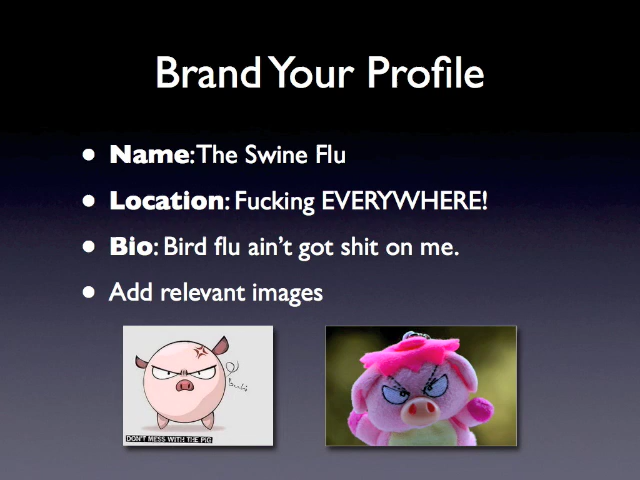 Brand Your Profile
• Name: The Swine Flu
• Location: Fucking EVERYWHERE!
• Bio: Bird flu ain't got shit on me.
• Add relevant images
DON'T MESS WITH THE PIG